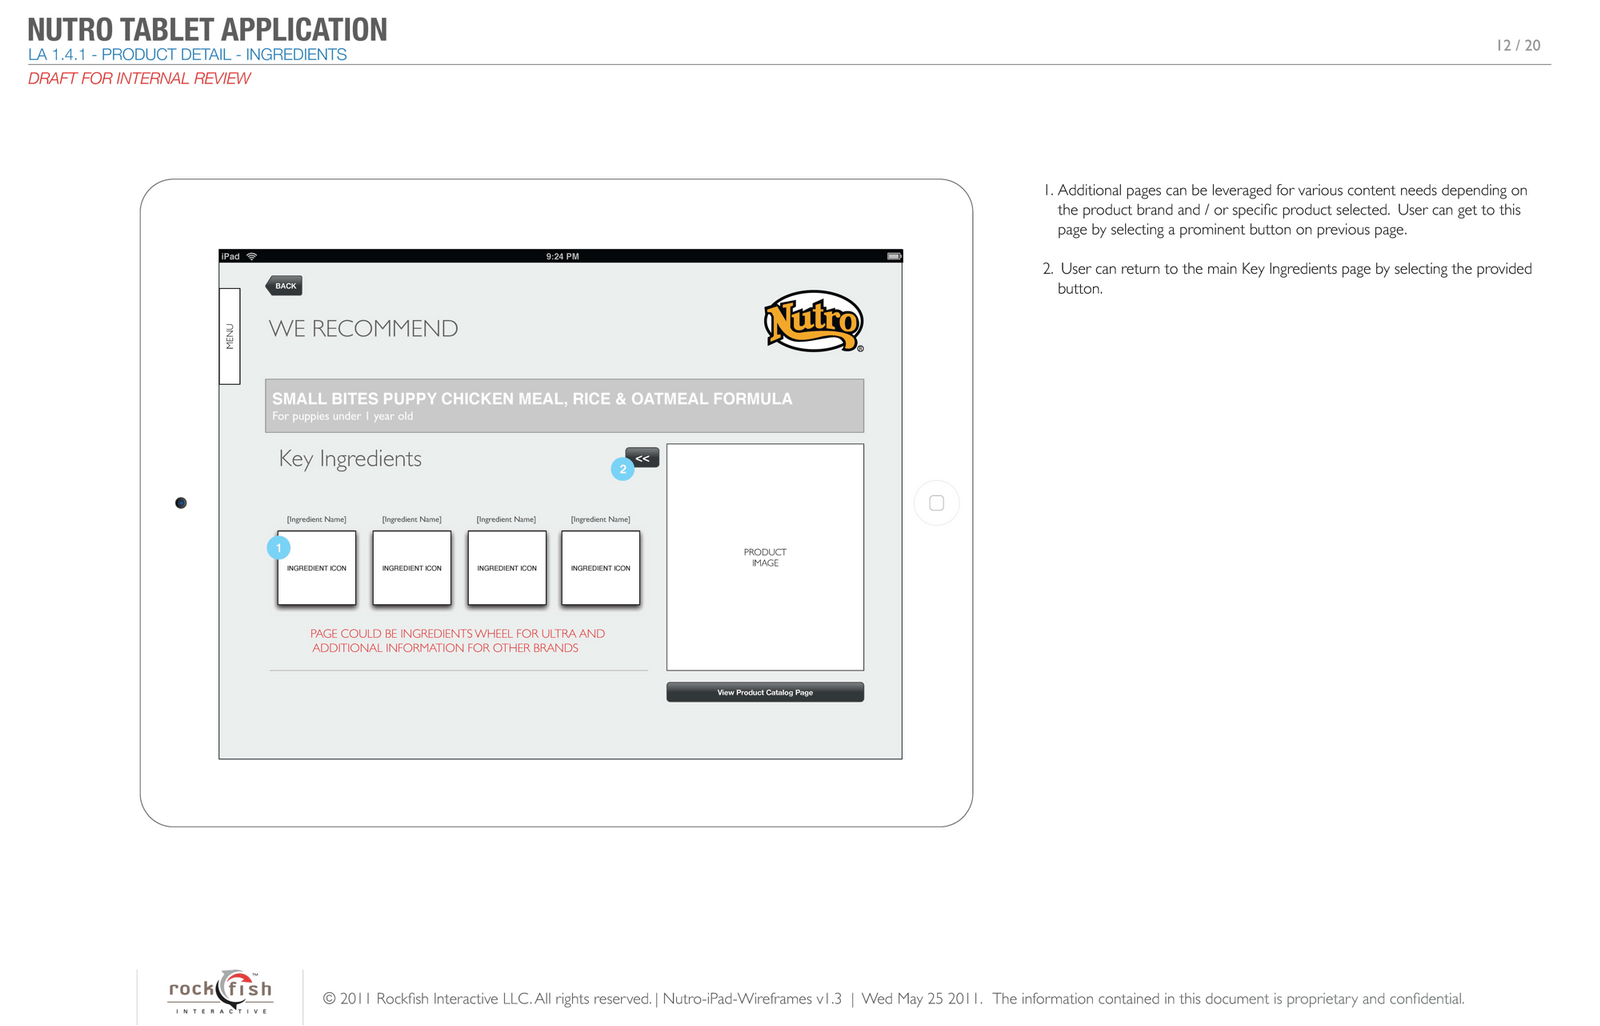 NUTRO TABLET APPLICATION
LA 1.4.1 - PRODUCT DETAIL - INGREDIENTS
12 / 20
DRAFT FOR INTERNAL REVIEW
1. Additional pages can be leveraged for various content needs depending on
the product brand and / or specific product selected. User can get to this
page by selecting a prominent button on previous page.
2. User can return to the main Key Ingredients page by selecting the provided
button.
iPad
9:24 PM
BACK
MENU
WE RECOMMEND
Nutro®
SMALL BITES PUPPY CHICKEN MEAL, RICE & OATMEAL FORMULA
For puppies under 1 year old
Key Ingredients
<<
2
[Ingredient Name] [Ingredient Name] [Ingredient Name] [Ingredient Name]
1
INGREDIENT ICON INGREDIENT ICON INGREDIENT ICON INGREDIENT ICON
PRODUCT
IMAGE
PAGE COULD BE INGREDIENTS WHEEL FOR ULTRA AND
ADDITIONAL INFORMATION FOR OTHER BRANDS
View Product Catalog Page
rockfish™
INTERACTIVE
© 2011 Rockfish Interactive LLC. All rights reserved. | Nutro-iPad-Wireframes v1.3 | Wed May 25 2011. The information contained in this document is proprietary and confidential.